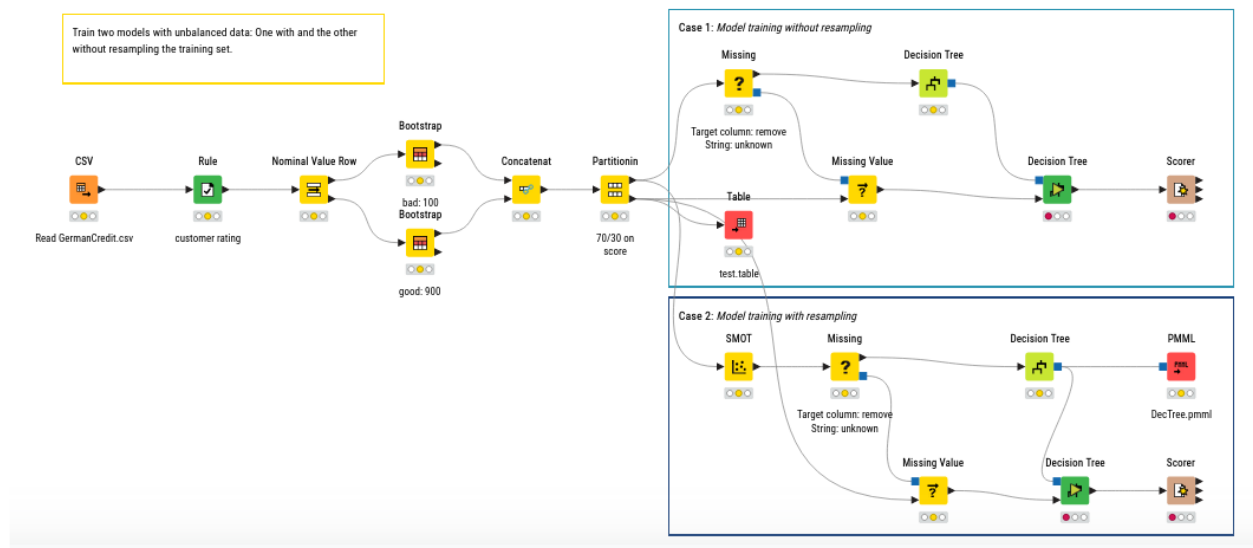 Train two models with unbalanced data: One with and the other
without resampling the training set.
CSV
Read GermanCredit.csv
Rule
customer rating
Nominal Value Row
Bootstrap
bad: 100
Bootstrap
good: 900
Concatenat
Partitionin
70/30 on
score
Case 1: Model training without resampling
Missing
Target column: remove
String: unknown
Decision Tree
Missing Value
Decision Tree
Scorer
Table
test.table
Case 2: Model training with resampling
SMOT
Missing
Target column: remove
String: unknown
Decision Tree
PMML
PMML
DecTree.pmml
Missing Value
Decision Tree
Scorer